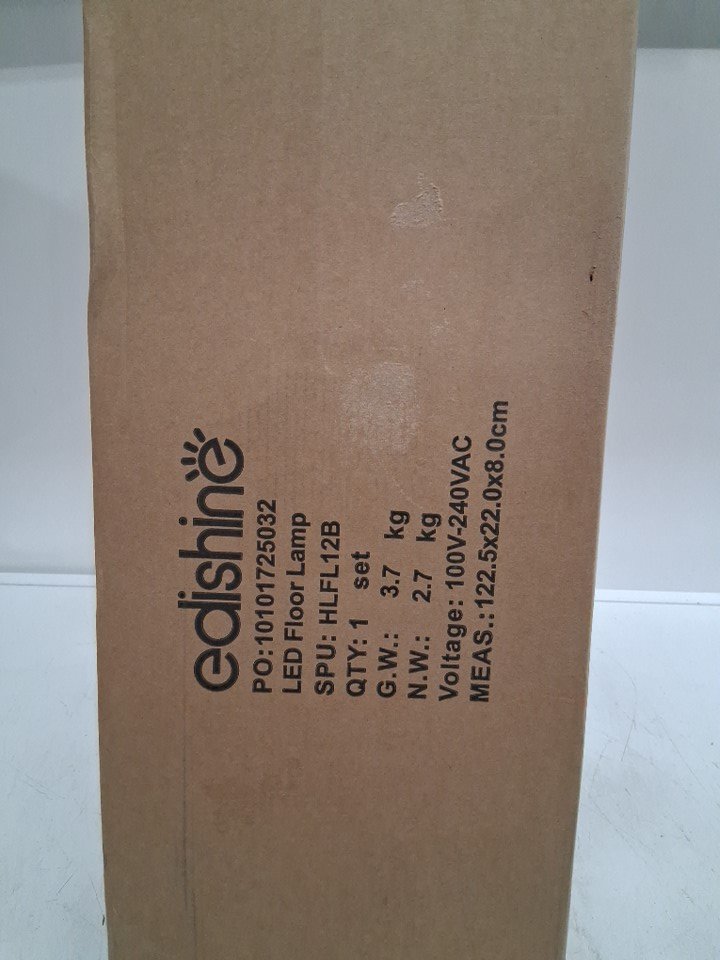 edishine
PO:10101725032
LED Floor Lamp
SPU: HLFL12B
QTY: 1 set
G.W.: 3.7 kg
N.W.: 2.7 kg
Voltage: 100V-240VAC
MEAS.:122.5x22.0x8.0cm